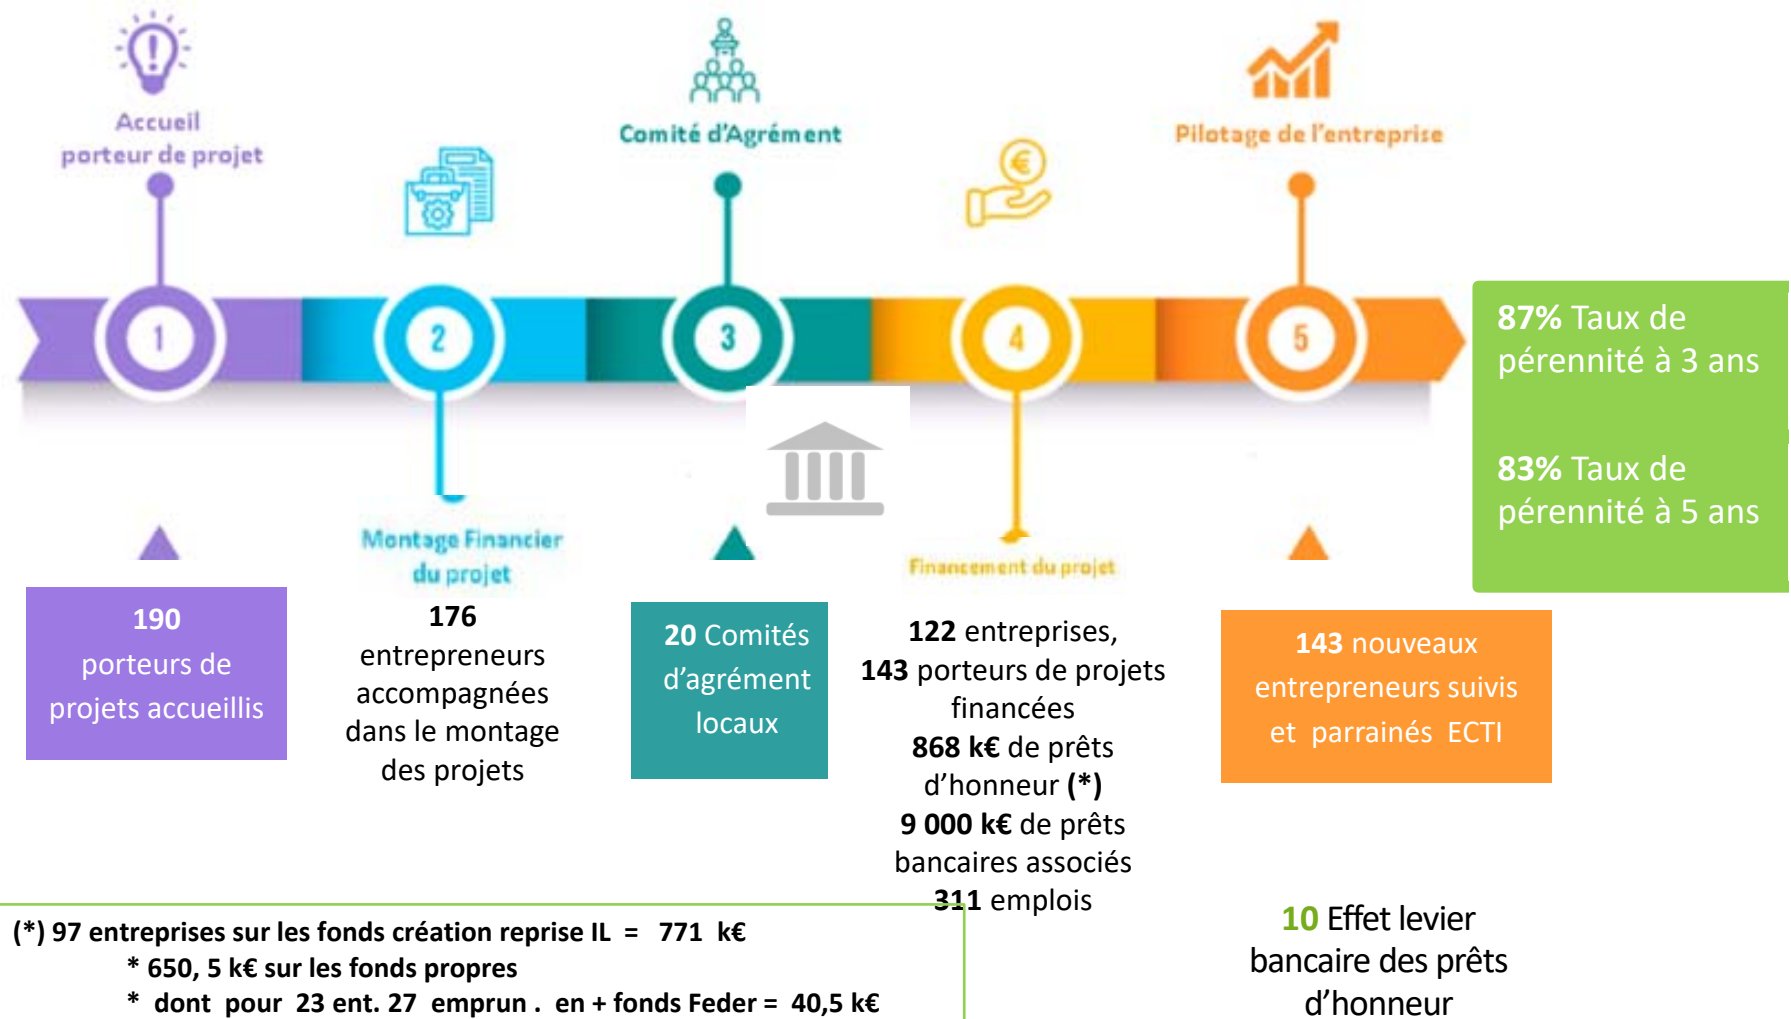 Accueil
porteur de projet
Comité d'Agrément
Pilotage de l'entreprise
1
2
3
4
5
87% Taux de
pérennité à 3 ans
83% Taux de
pérennité à 5 ans
Montage Financier
du projet
Financement du projet
190
porteurs de
projets accueillis
176
entrepreneurs
accompagnées
dans le montage
des projets
20 Comités
d'agrément
locaux
122 entreprises,
143 porteurs de projets
financées
868 k€ de prêts
d'honneur (*)
9 000 k€ de prêts
bancaires associés
311 emplois
143 nouveaux
entrepreneurs suivis
et parrainés ECTI
(*) 97 entreprises sur les fonds création reprise IL = 771 k€
* 650, 5 k€ sur les fonds propres
* dont pour 23 ent. 27 emprun . en + fonds Feder = 40,5 k€
10 Effet levier
bancaire des prêts
d'honneur